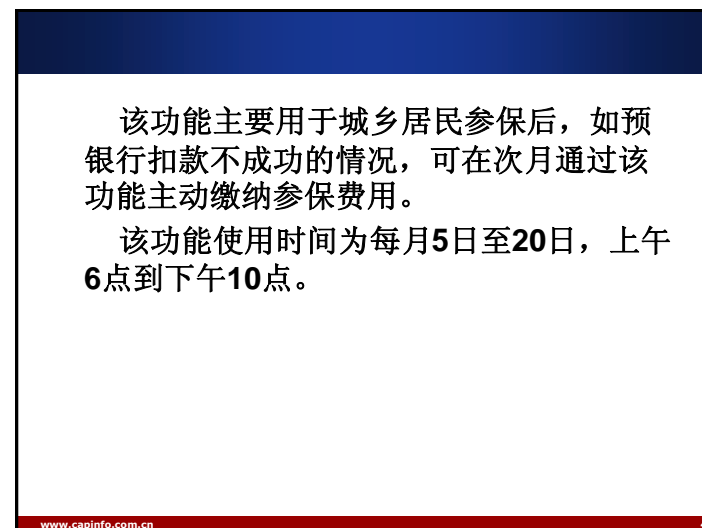 该功能主要用于城乡居民参保后，如预
银行扣款不成功的情况，可在次月通过该
功能主动缴纳参保费用。
该功能使用时间为每月5日至20日，上午
6点到下午10点。
www.capinfo.com.cn